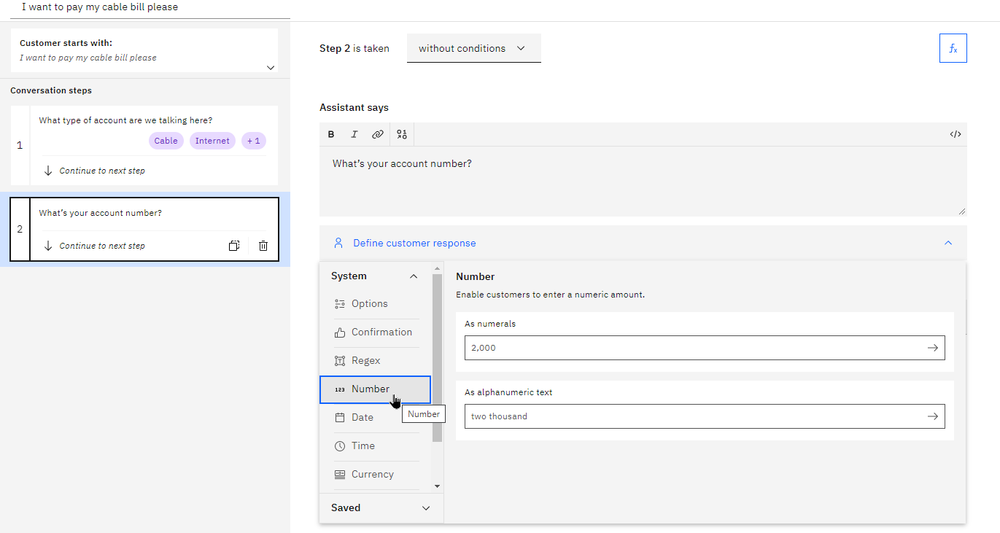 I want to pay my cable bill please
Customer starts with:
I want to pay my cable bill please
Conversation steps
1
What type of account are we talking here?
Cable Internet + 1
Continue to next step
2
What's your account number?
Continue to next step
Step 2 is taken without conditions
fx
Assistant says
B I </>
What's your account number?
Define customer response
System
Options
Confirmation
Regex
123 Number
Date
Time
Currency
Saved
Number
Number
Enable customers to enter a numeric amount.
As numerals
2,000
As alphanumeric text
two thousand